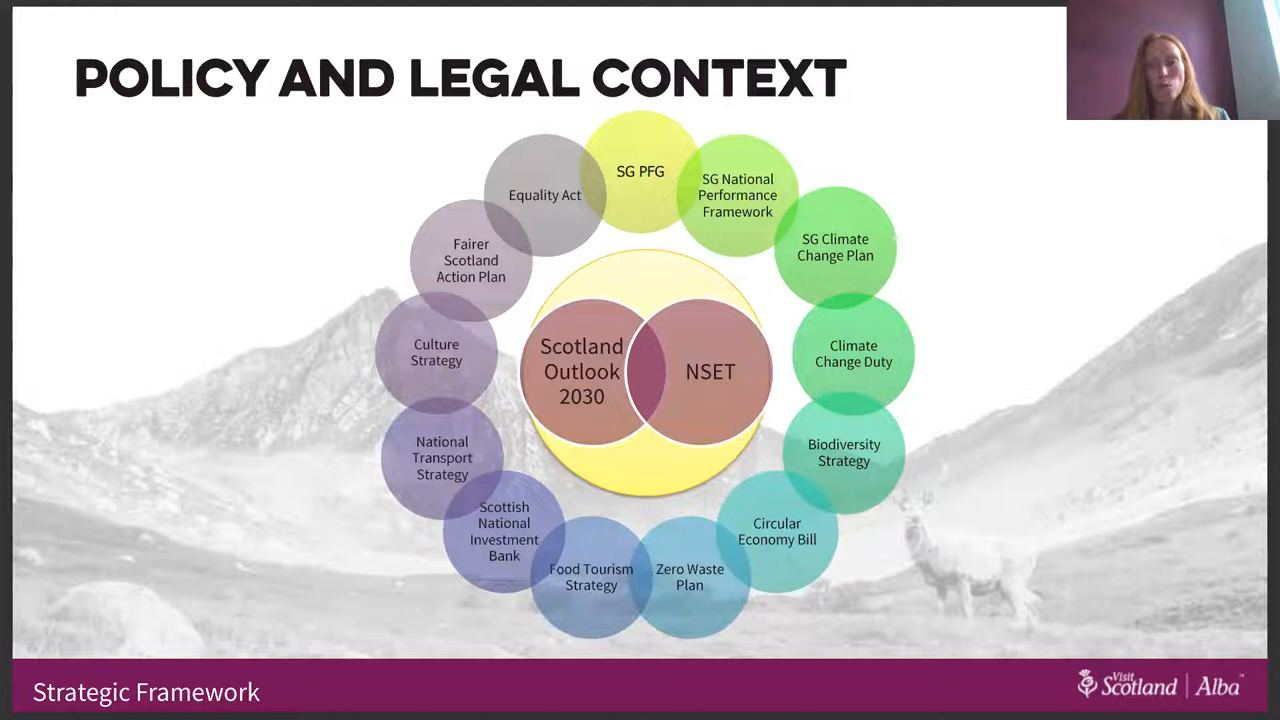 POLICY AND LEGAL CONTEXT
SG PFG
SG National
Performance
Framework
SG Climate
Change Plan
Climate
Change Duty
Biodiversity
Strategy
Circular
Economy Bill
Zero Waste
Plan
Food Tourism
Strategy
Scottish
National
Investment
Bank
National
Transport
Strategy
Culture
Strategy
Fairer
Scotland
Action Plan
Equality Act
Scotland
Outlook
2030
NSET
Strategic Framework
Visit
Scotland | Alba